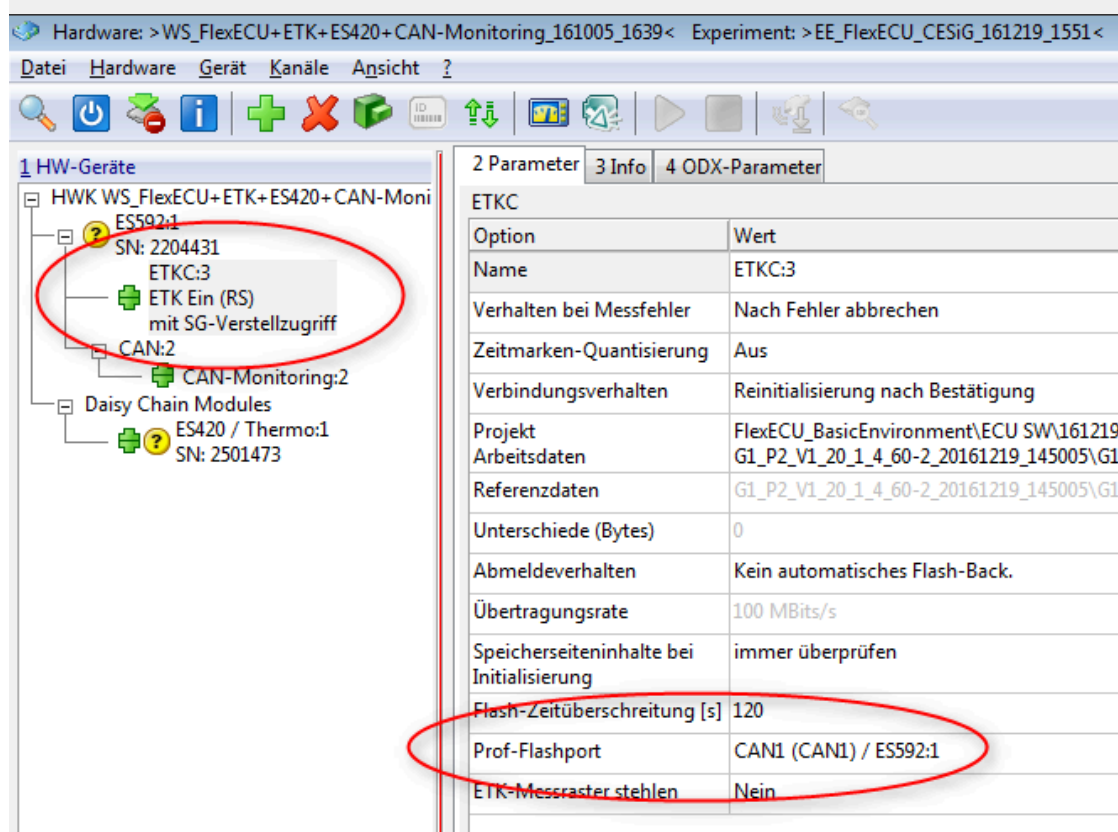 Hardware: >WS_FlexECU+ETK+ES420+CAN-Monitoring_161005_1639<  Experiment: >EE_FlexECU_CESiG_161219_1551<
Datei Hardware Gerät Kanäle Ansicht ?
1 HW-Geräte
HWK WS_FlexECU+ETK+ES420+CAN-Moni
ES592:1
SN: 2204431
ETKC:3
ETK Ein (RS)
mit SG-Verstellzugriff
CAN:2
CAN-Monitoring:2
Daisy Chain Modules
ES420 / Thermo:1
SN: 2501473
2 Parameter 3 Info 4 ODX-Parameter
ETKC
Option Wert
Name ETKC:3
Verhalten bei Messfehler Nach Fehler abbrechen
Zeitmarken-Quantisierung Aus
Verbindungsverhalten Reinitialisierung nach Bestätigung
Projekt FlexECU_BasicEnvironment\ECU SW\161219
Arbeitsdaten G1_P2_V1_20_1_4_60-2_20161219_145005\G1
Referenzdaten G1_P2_V1_20_1_4_60-2_20161219_145005\G1
Unterschiede (Bytes) 0
Abmeldeverhalten Kein automatisches Flash-Back.
Übertragungsrate 100 MBits/s
Speicherseiteninhalte bei immer überprüfen
Initialisierung
Flash-Zeitüberschreitung [s] 120
Prof-Flashport CAN1 (CAN1) / ES592:1
ETK-Messraster stehlen Nein